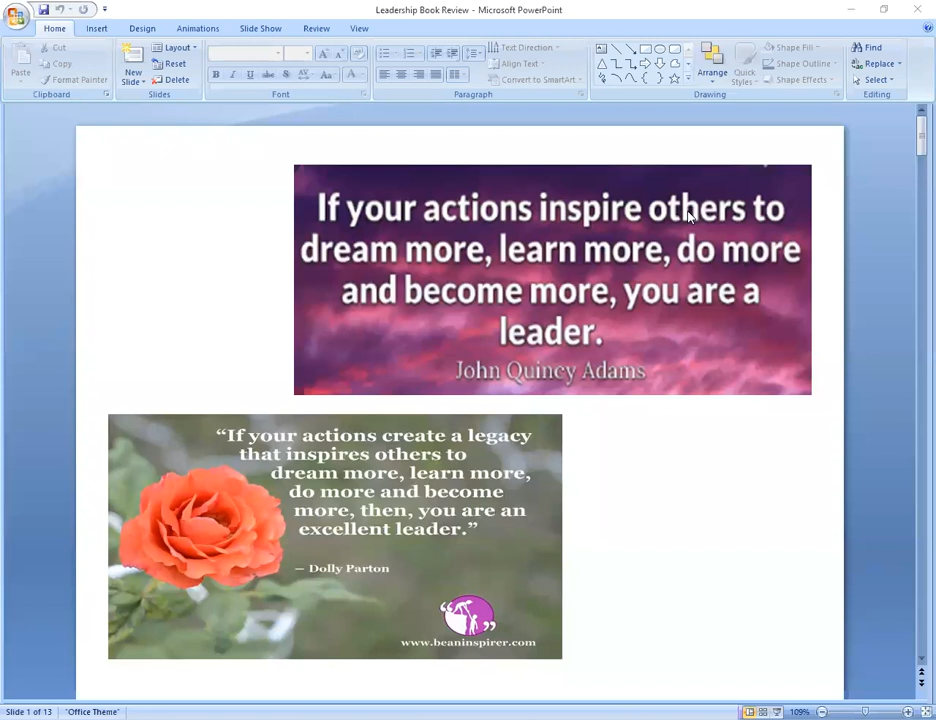 Leadership Book Review - Microsoft PowerPoint
Home Insert Design Animations Slide Show Review View
Cut Layout Text Direction Shape Fill Find
Paste Copy New Slide Reset Align Text Arrange Quick Styles Shape Outline Replace
Format Painter Delete Convert to SmartArt Shape Effects Select
Clipboard Slides Font Paragraph Drawing Editing
If your actions inspire others to
dream more, learn more, do more
and become more, you are a
leader.
John Quincy Adams
“If your actions create a legacy
that inspires others to
dream more, learn more,
do more and become
more, then, you are an
excellent leader.”
— Dolly Parton
www.beaninspirer.com
Slide 1 of 13 "Office Theme" 109%